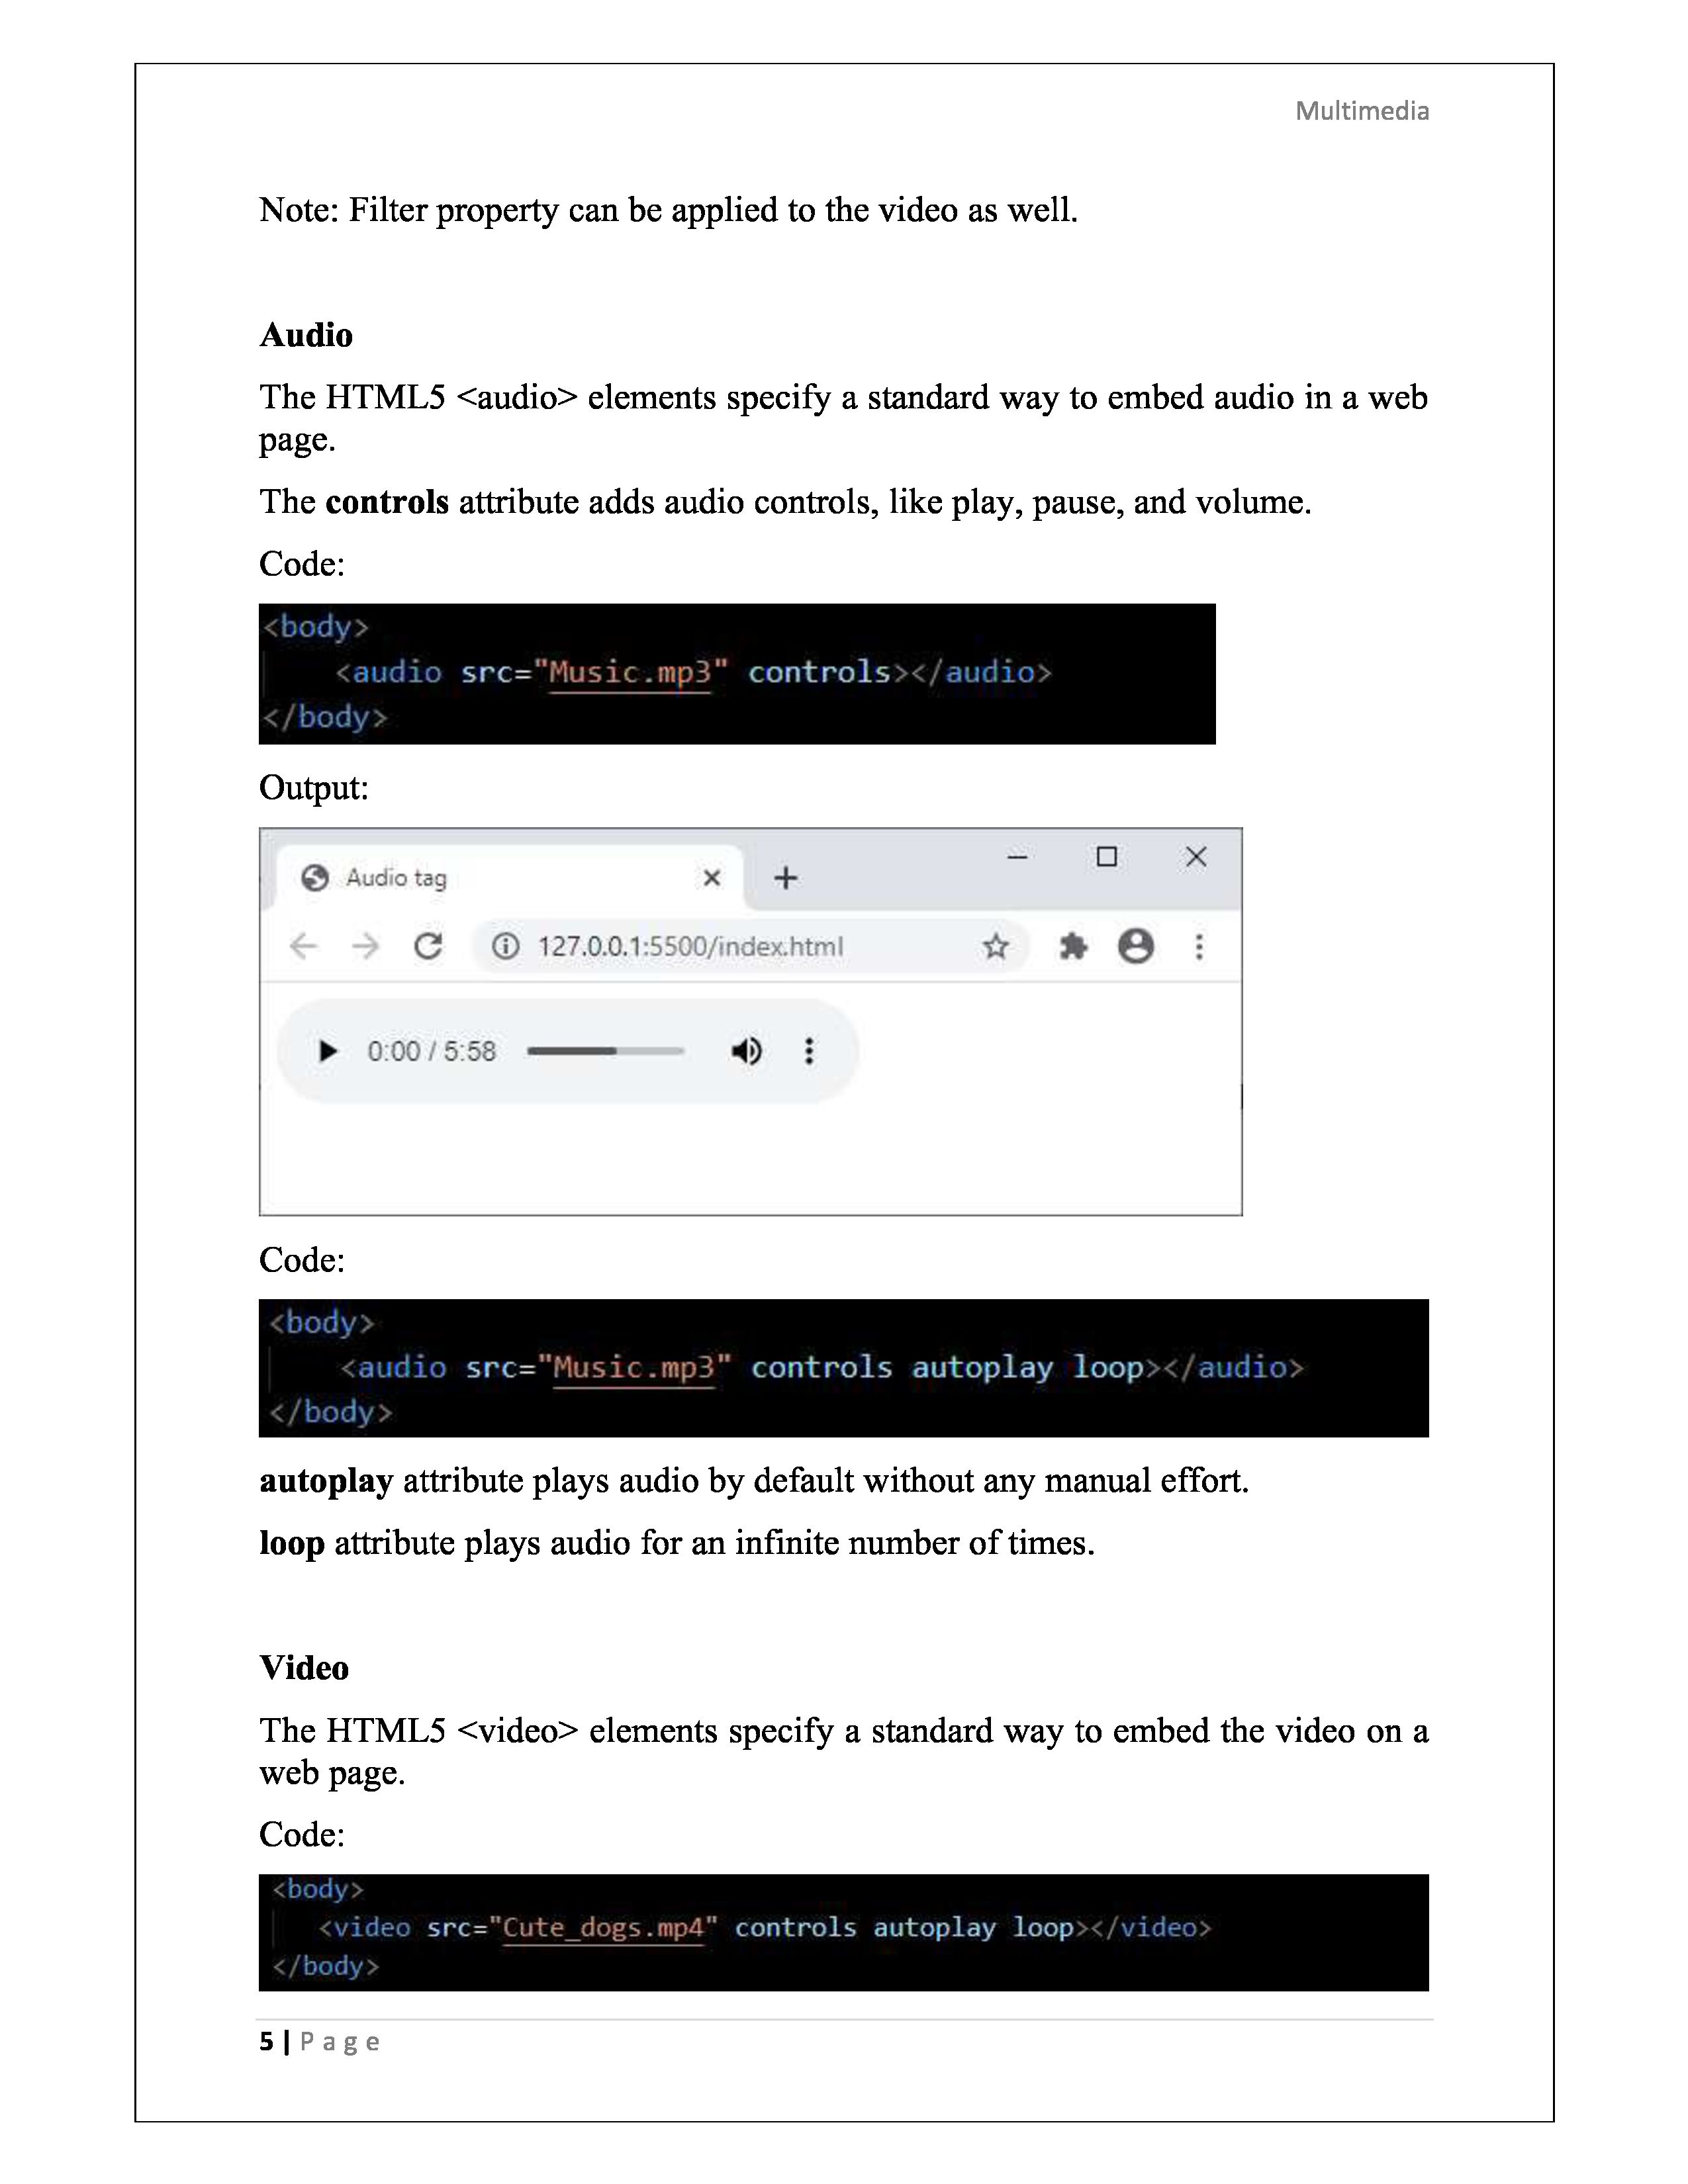 Multimedia
Note: Filter property can be applied to the video as well.
Audio
The HTML5 <audio> elements specify a standard way to embed audio in a web
page.
The controls attribute adds audio controls, like play, pause, and volume.
Code:
<body>
<audio src="Music.mp3" controls></audio>
</body>
Output:
Audio tag
127.0.0.1:5500/index.html
0:00 / 5:58
Code:
<body>
<audio src="Music.mp3" controls autoplay loop></audio>
</body>
autoplay attribute plays audio by default without any manual effort.
loop attribute plays audio for an infinite number of times.
Video
The HTML5 <video> elements specify a standard way to embed the video on a
web page.
Code:
<body>
<video src="Cute_dogs.mp4" controls autoplay loop></video>
</body>
5 | Page